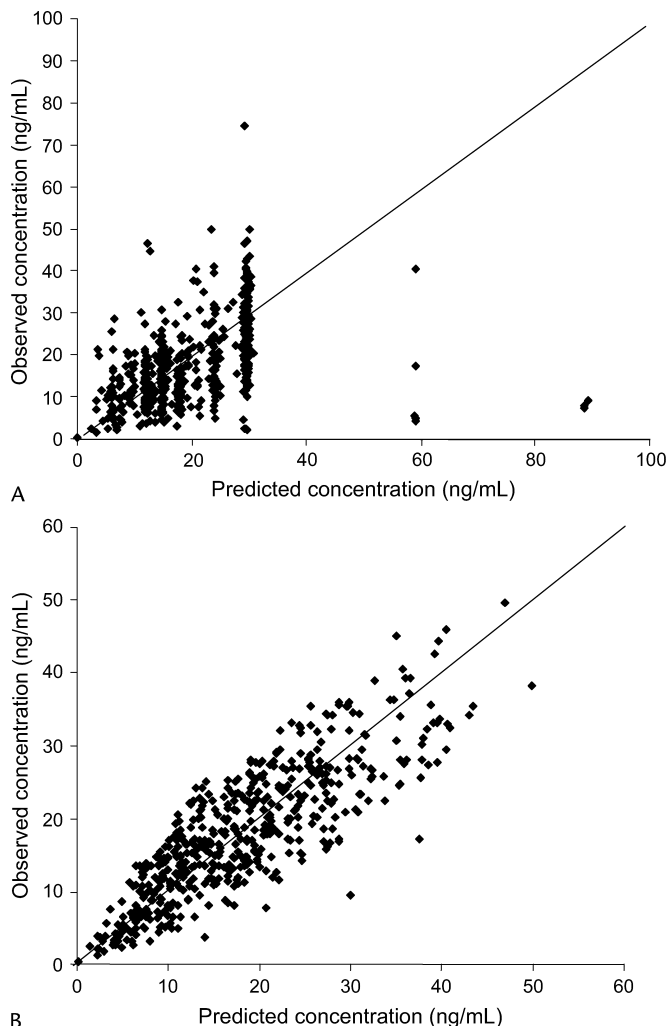 100
90
80
70
60
50
40
30
20
10
0
Observed concentration (ng/mL)
0 20 40 60 80 100
Predicted concentration (ng/mL)
A
60
50
40
30
20
10
0
Observed concentration (ng/mL)
0 10 20 30 40 50 60
Predicted concentration (ng/mL)
B